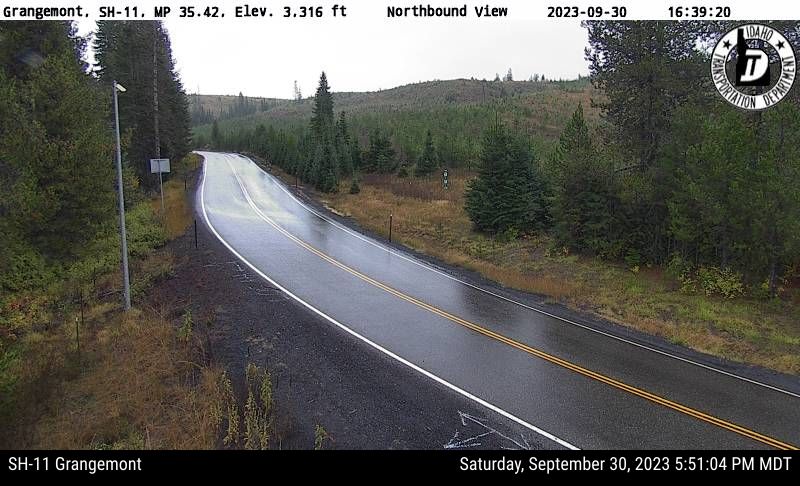 Grangemont, SH-11, MP 35.42, Elev. 3,316 ft Northbound View 2023-09-30 16:39:20
IDAHO
TRANSPORTATION DEPARTMENT
SH-11 Grangemont Saturday, September 30, 2023 5:51:04 PM MDT